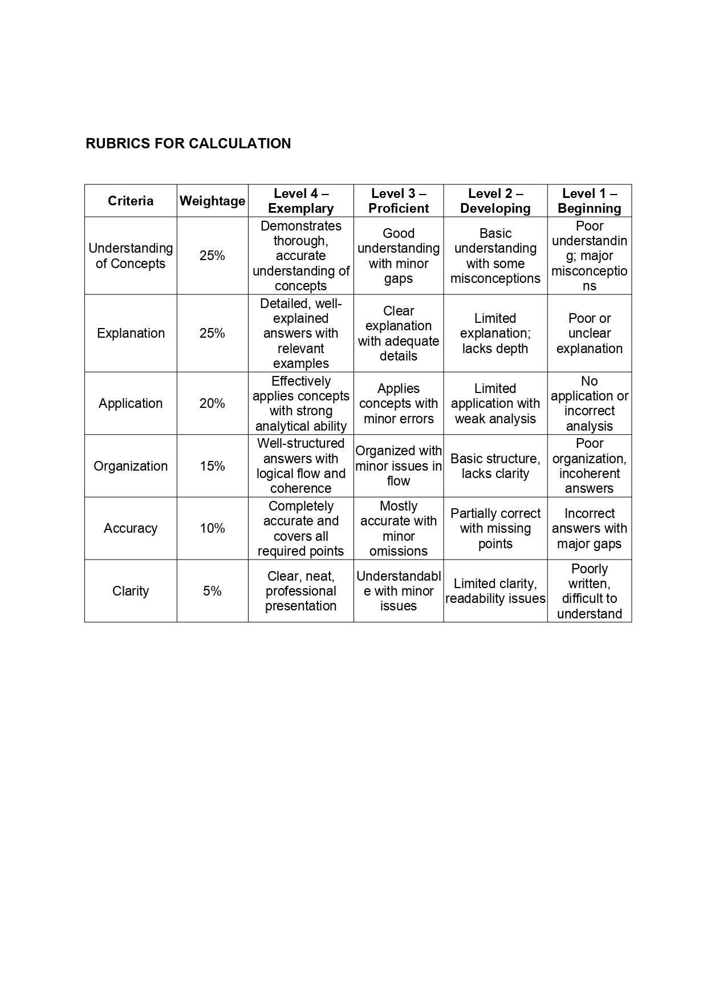 RUBRICS FOR CALCULATION
Criteria
Weightage
Level 4 –
Exemplary
Level 3 –
Proficient
Level 2 –
Developing
Level 1 –
Beginning
Understanding
of Concepts
25%
Demonstrates
thorough,
accurate
understanding of
concepts
Good
understanding
with minor
gaps
Basic
understanding
with some
misconceptions
Poor
understandin
g; major
misconceptio
ns
Explanation
25%
Detailed, well-
explained
answers with
relevant
examples
Clear
explanation
with adequate
details
Limited
explanation;
lacks depth
Poor or
unclear
explanation
Application
20%
Effectively
applies concepts
with strong
analytical ability
Applies
concepts with
minor errors
Limited
application with
weak analysis
No
application or
incorrect
analysis
Organization
15%
Well-structured
answers with
logical flow and
coherence
Organized with
minor issues in
flow
Basic structure,
lacks clarity
Poor
organization,
incoherent
answers
Accuracy
10%
Completely
accurate and
covers all
required points
Mostly
accurate with
minor
omissions
Partially correct
with missing
points
Incorrect
answers with
major gaps
Clarity
5%
Clear, neat,
professional
presentation
Understandabl
e with minor
issues
Limited clarity,
readability issues
Poorly
written,
difficult to
understand